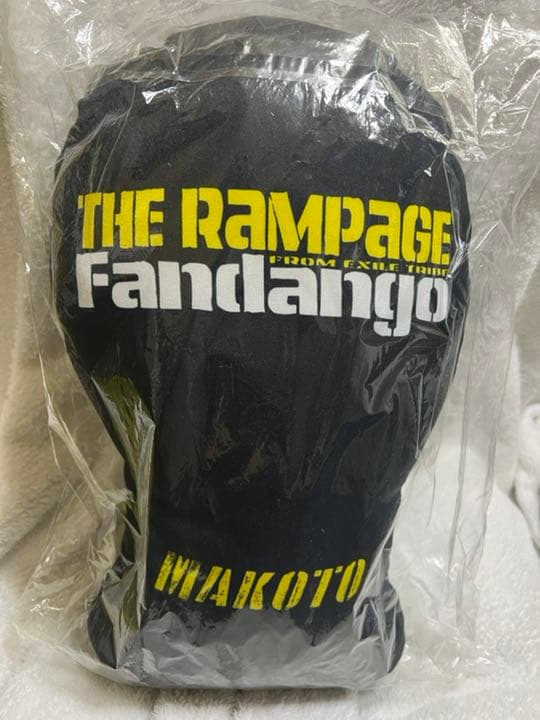 THE RAMPAGE
FROM EXILE TRIBE
Fandango
MAKOTO